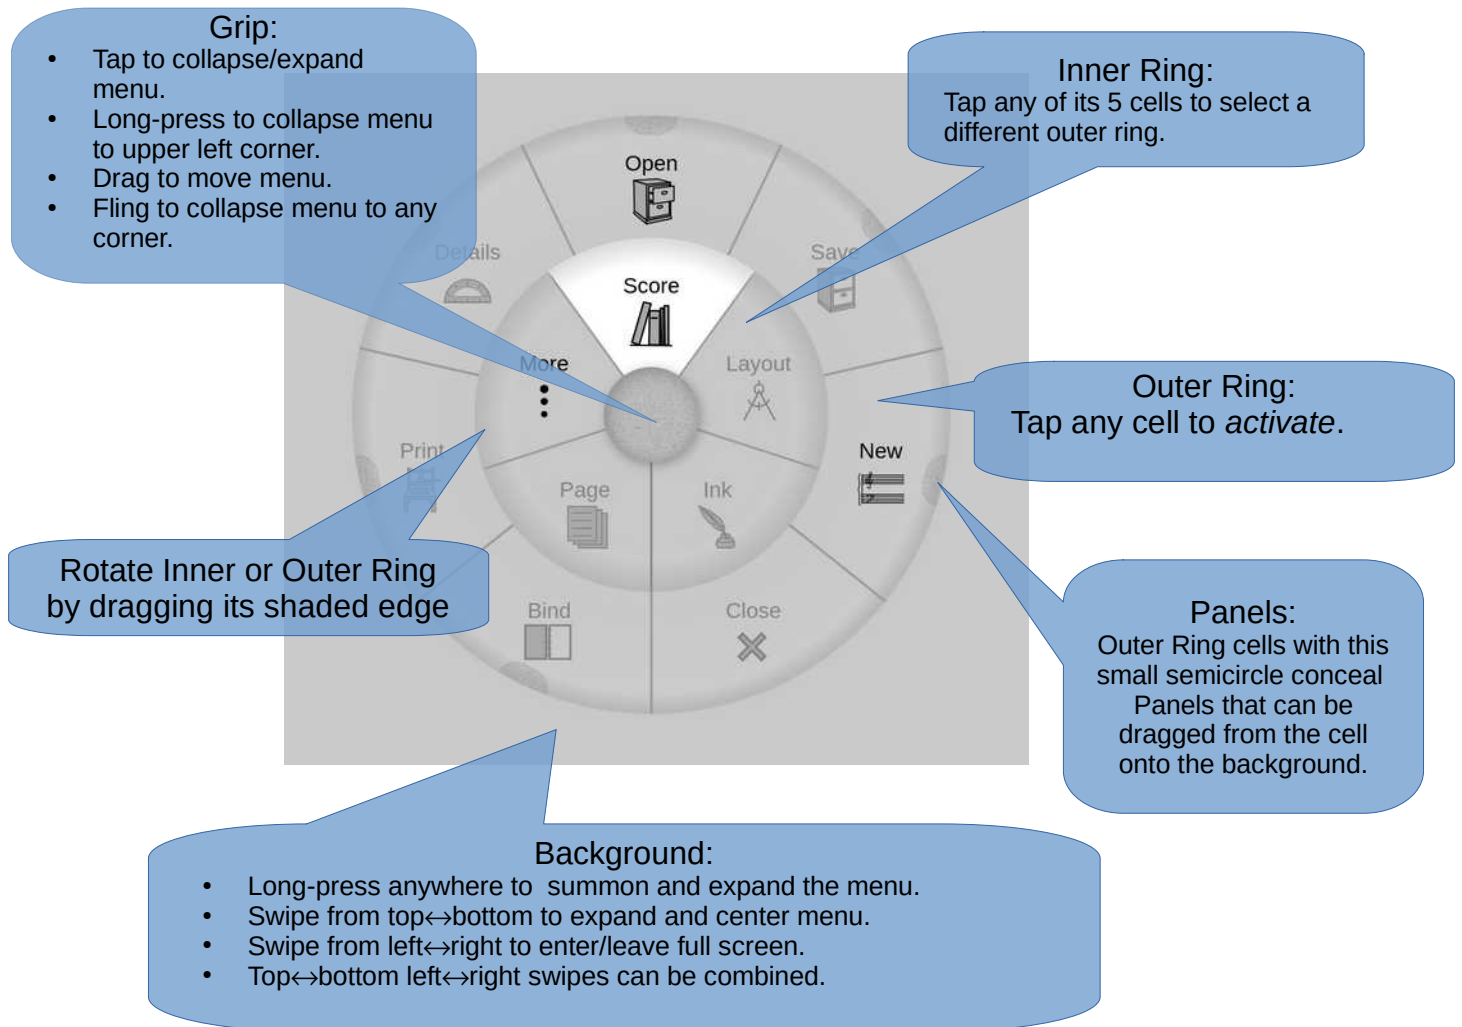 Grip:
• Tap to collapse/expand
menu.
• Long-press to collapse menu
to upper left corner.
• Drag to move menu.
• Fling to collapse menu to any
corner.
Inner Ring:
Tap any of its 5 cells to select a
different outer ring.
Open
Details
Save
Score
More
Layout
Outer Ring:
Tap any cell to activate.
Print
New
Page
Ink
Rotate Inner or Outer Ring
by dragging its shaded edge
Bind
Close
Panels:
Outer Ring cells with this
small semicircle conceal
Panels that can be
dragged from the cell
onto the background.
Background:
• Long-press anywhere to  summon and expand the menu.
• Swipe from top↔bottom to expand and center menu.
• Swipe from left↔right to enter/leave full screen.
• Top↔bottom left↔right swipes can be combined.